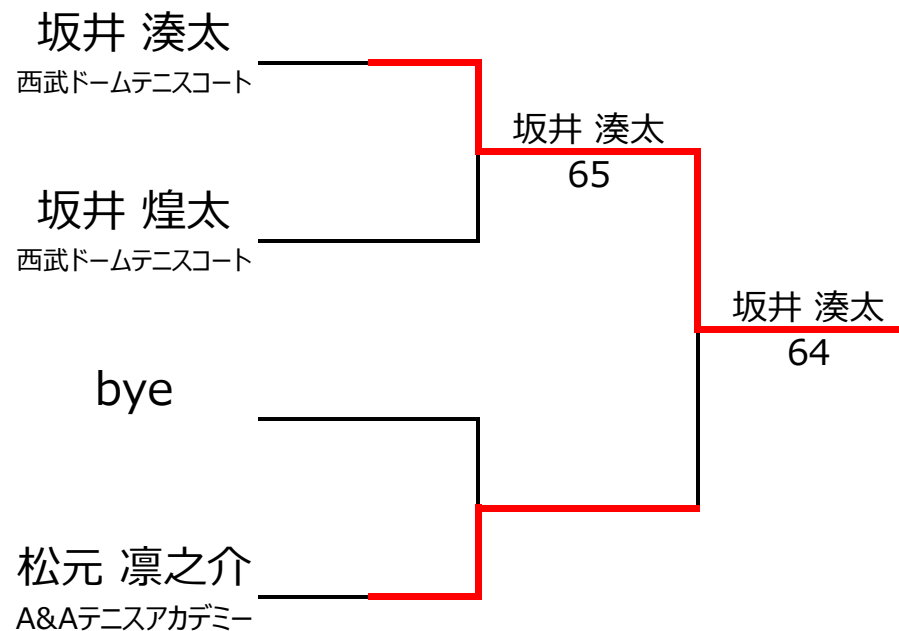 坂井 湊太
西武ドームテニスコート
坂井 湊太
65
坂井 煌太
西武ドームテニスコート
坂井 湊太
64
bye
松元 凛之介
A&Aテニスアカデミー